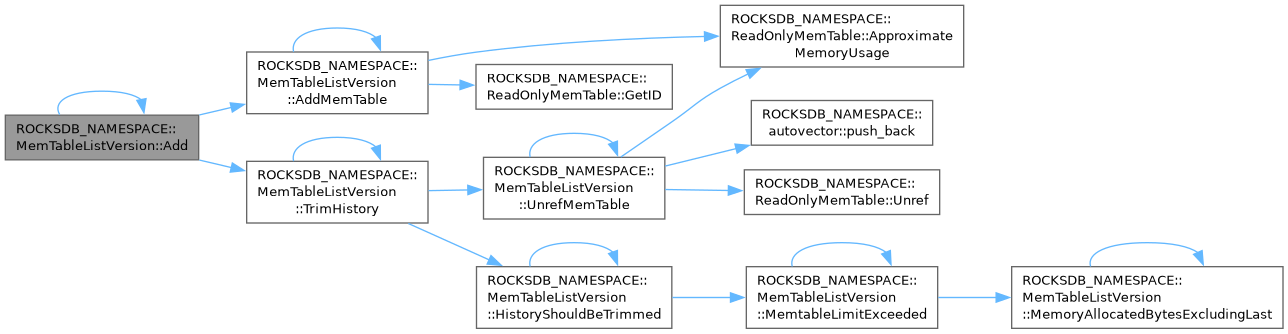 ROCKSDB_NAMESPACE::
MemTableListVersion::Add
ROCKSDB_NAMESPACE::
MemTableListVersion
::AddMemTable
ROCKSDB_NAMESPACE::
ReadOnlyMemTable::Approximate
MemoryUsage
ROCKSDB_NAMESPACE::
ReadOnlyMemTable::GetID
ROCKSDB_NAMESPACE::
MemTableListVersion
::TrimHistory
ROCKSDB_NAMESPACE::
MemTableListVersion
::UnrefMemTable
ROCKSDB_NAMESPACE::
autovector::push_back
ROCKSDB_NAMESPACE::
ReadOnlyMemTable::Unref
ROCKSDB_NAMESPACE::
MemTableListVersion
::HistoryShouldBeTrimmed
ROCKSDB_NAMESPACE::
MemTableListVersion
::MemtableLimitExceeded
ROCKSDB_NAMESPACE::
MemTableListVersion
::MemoryAllocatedBytesExcludingLast